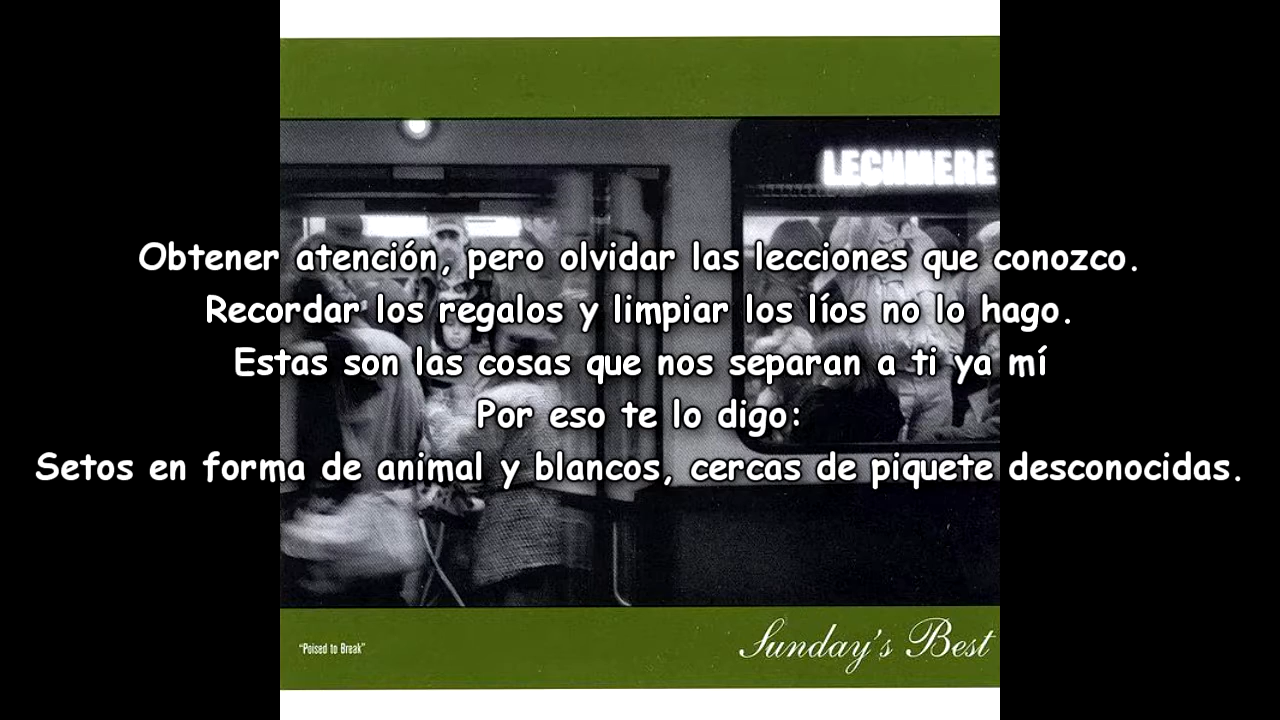 LECHMERE
Obtener atención, pero olvidar las lecciones que conozco.
Recordar los regalos y limpiar los líos no lo hago.
Estas son las cosas que nos separan a ti ya mí
Por eso te lo digo:
Setos en forma de animal y blancos, cercas de piquete desconocidas.
"Poised to Break"
Sunday's Best